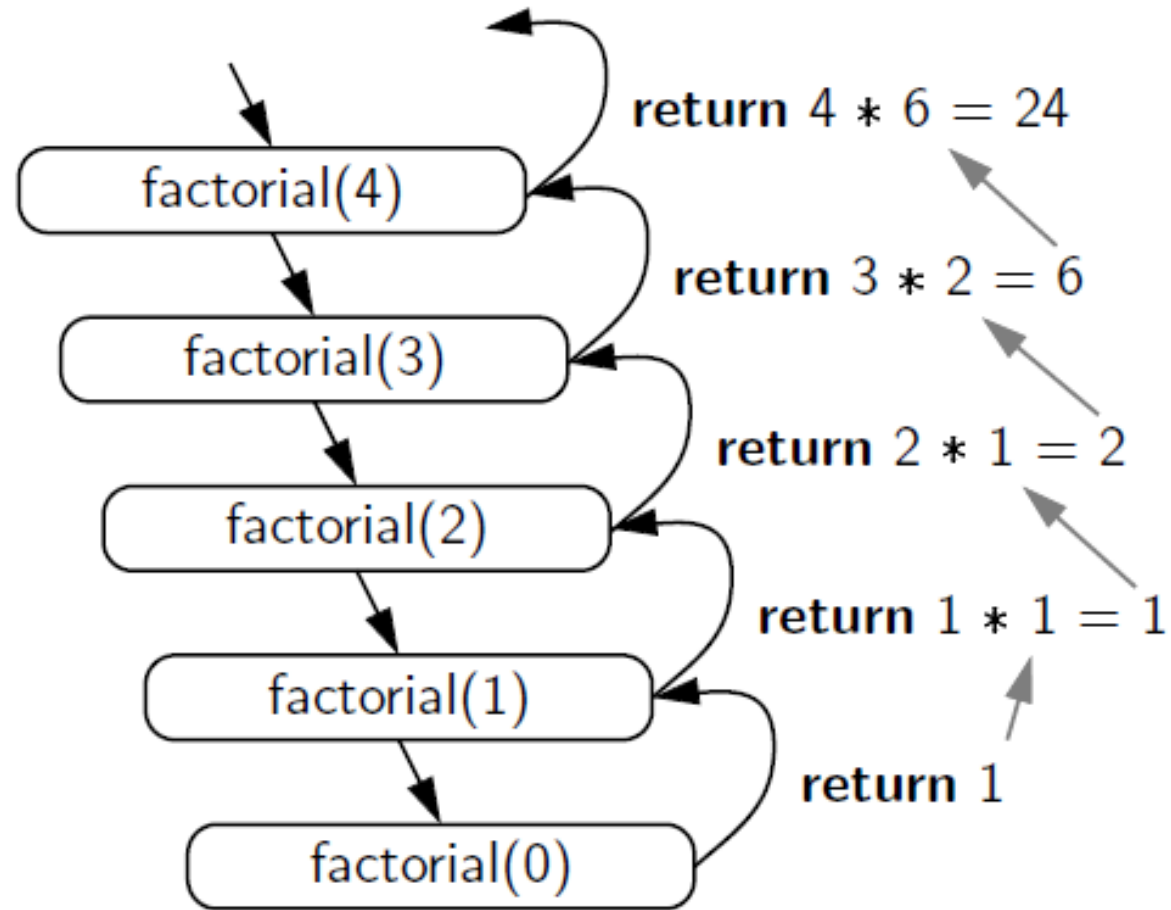 return 4 * 6 = 24
factorial(4)
return 3 * 2 = 6
factorial(3)
return 2 * 1 = 2
factorial(2)
return 1 * 1 = 1
factorial(1)
return 1
factorial(0)